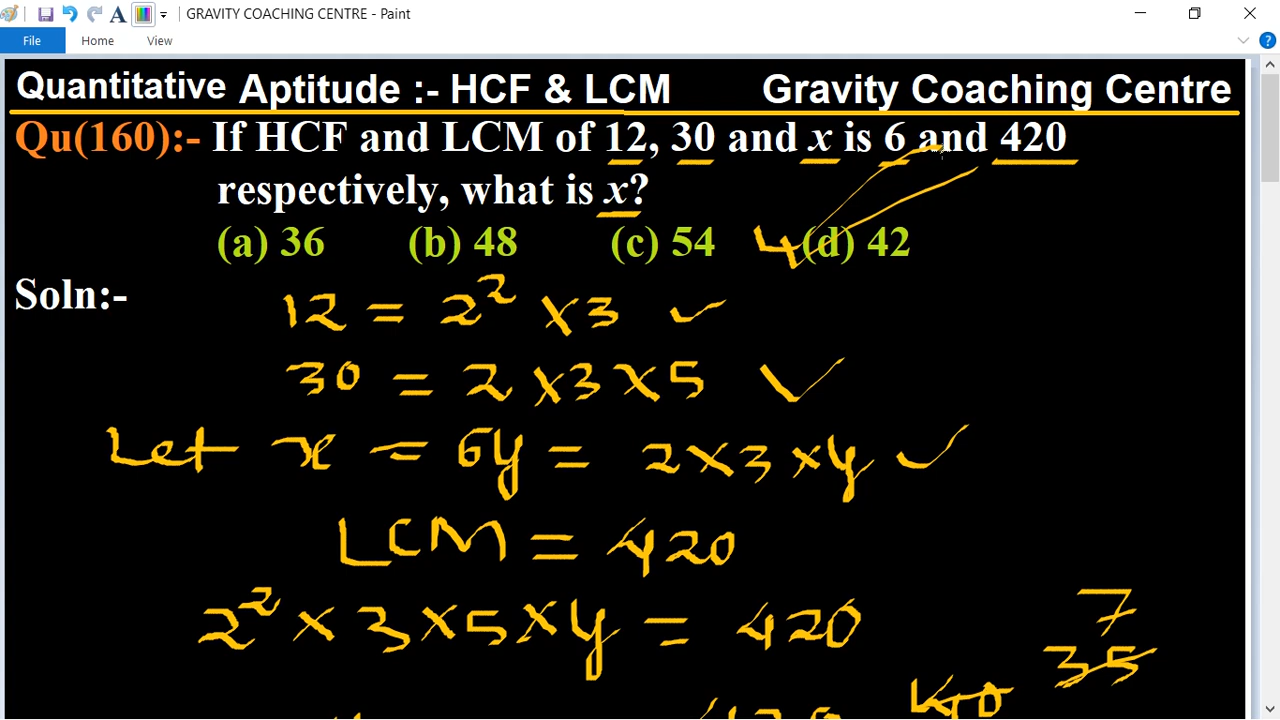 GRAVITY COACHING CENTRE - Paint
File Home View
Quantitative Aptitude :- HCF & LCM Gravity Coaching Centre
Qu(160):- If HCF and LCM of 12, 30 and x is 6 and 420
respectively, what is x?
(a) 36 (b) 48 (c) 54 (d) 42
Soln:-
12 = 2² × 3
30 = 2 × 3 × 5
Let x = 6y = 2 × 3 × y
LCM = 420
2² × 3 × 5 × y = 420
7
35